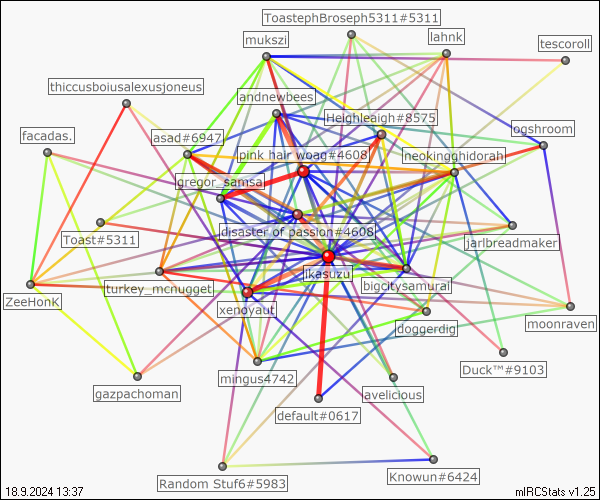 ToastephBroseph5311#5311
mukszi
lahnk
tescoroll
thiccusboiusalexusjoneus
andnewbees
Heighleigh#8575
ogshroom
facadas.
asad#6947
pink hair woag#4608
neokingghidorah
gregor_samsa
Toast#5311
disaster of passion#4608
jarlbreadmaker
ikasuzu
turkey_mcnugget
bigcitysamurai
ZeeHonK
xenoyaut
moonraven
doggerdig
Duck™#9103
mingus4742
gazpachoman
avelicious
default#0617
Random Stuf6#5983
Knowun#6424
18.9.2024 13:37
mIRCStats v1.25